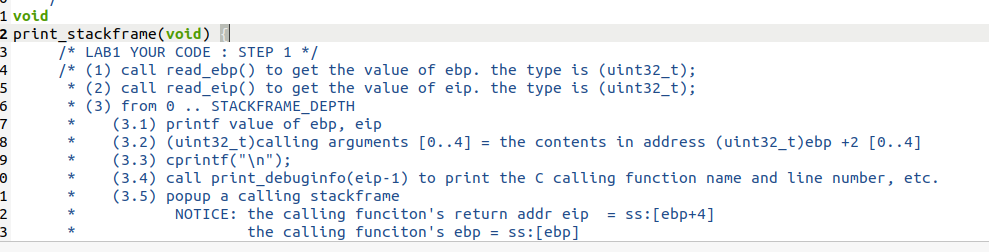 1 void
2 print_stackframe(void) {
3 /* LAB1 YOUR CODE : STEP 1 */
4 /* (1) call read_ebp() to get the value of ebp. the type is (uint32_t);
5 * (2) call read_eip() to get the value of eip. the type is (uint32_t);
6 * (3) from 0 .. STACKFRAME_DEPTH
7 * (3.1) printf value of ebp, eip
8 * (3.2) (uint32_t)calling arguments [0..4] = the contents in address (uint32_t)ebp +2 [0..4]
9 * (3.3) cprintf("\n");
0 * (3.4) call print_debuginfo(eip-1) to print the C calling function name and line number, etc.
1 * (3.5) popup a calling stackframe
2 * NOTICE: the calling funciton's return addr eip = ss:[ebp+4]
3 * the calling funciton's ebp = ss:[ebp]